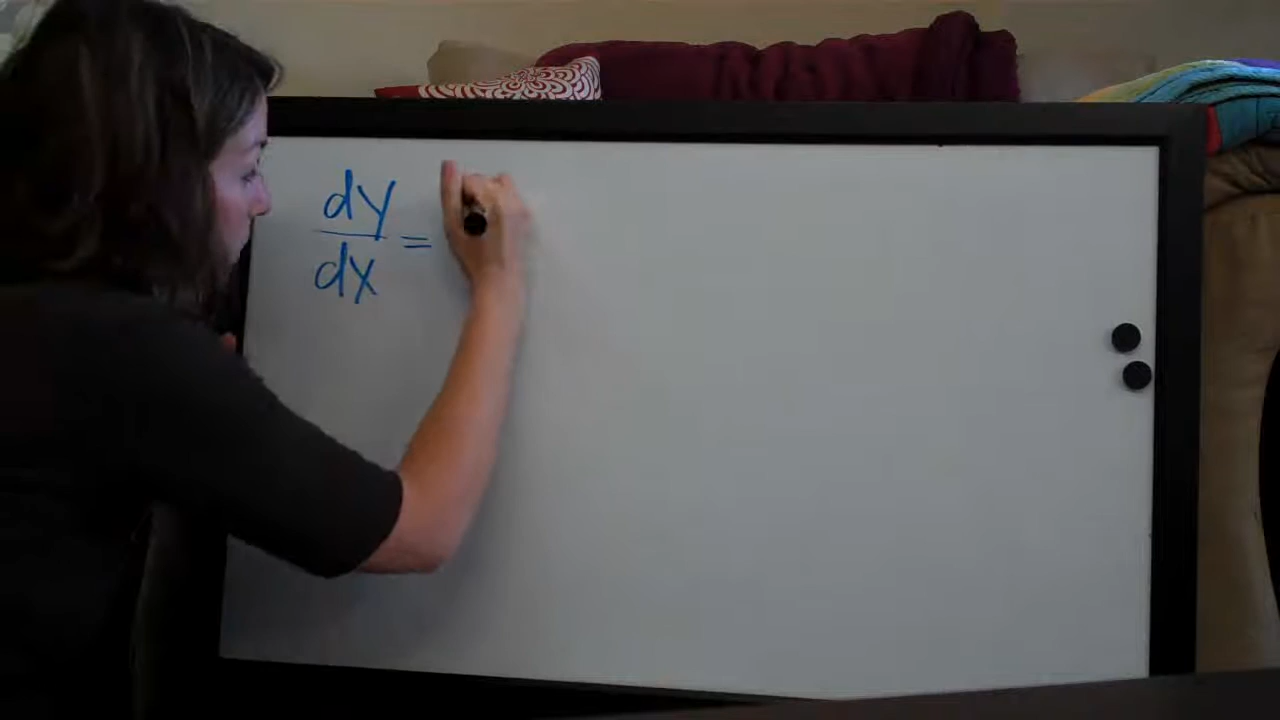 dy/dx =